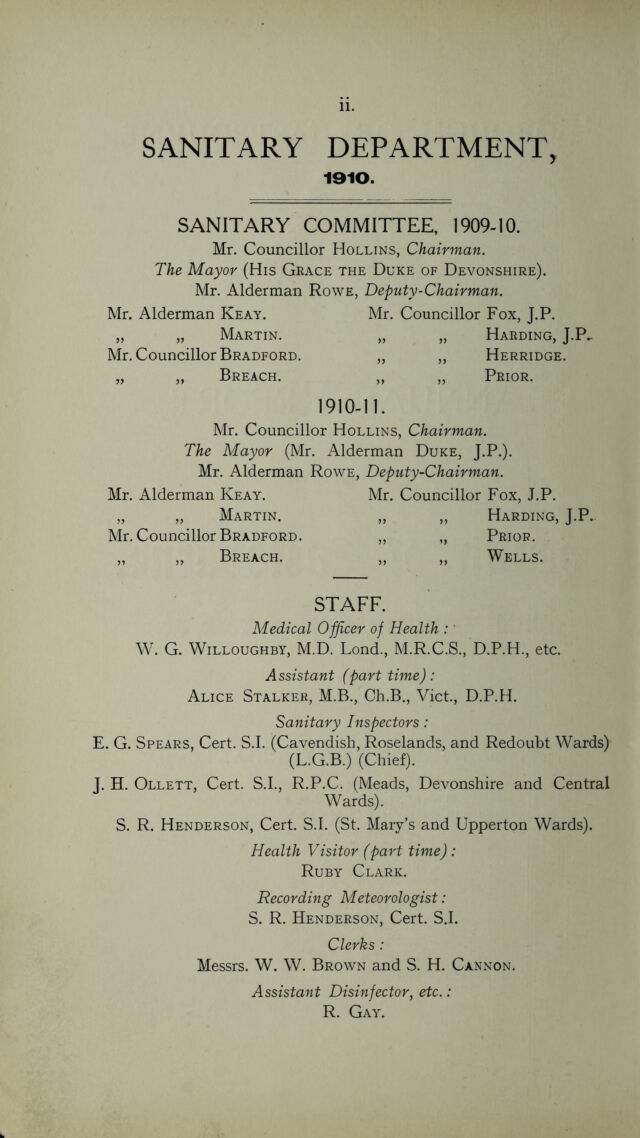 ii.
SANITARY DEPARTMENT,
1910.
SANITARY COMMITTEE, 1909-10.
Mr. Councillor HOLLINS, Chairman.
The Mayor (HIS GRACE THE DUKE OF DEVONSHIRE).
Mr. Alderman ROWE, Deputy-Chairman.
Mr. Alderman KEAY. Mr. Councillor FOX, J.P.
„ „ MARTIN. „ „ HARDING, J.P.
Mr. Councillor BRADFORD. „ „ HERRIDGE.
„ „ BREACH. „ „ PRIOR.
1910-11.
Mr. Councillor HOLLINS, Chairman.
The Mayor (Mr. Alderman DUKE, J.P.).
Mr. Alderman ROWE, Deputy-Chairman.
Mr. Alderman KEAY. Mr. Councillor FOX, J.P.
„ „ MARTIN. „ „ HARDING, J.P.
Mr. Councillor BRADFORD. „ „ PRIOR.
„ „ BREACH. „ „ WELLS.
STAFF.
Medical Officer of Health :
W. G. WILLOUGHBY, M.D. Lond., M.R.C.S., D.P.H., etc.
Assistant (part time) :
ALICE STALKER, M.B., Ch.B., Vict., D.P.H.
Sanitary Inspectors :
E. G. SPEARS, Cert. S.I. (Cavendish, Roselands, and Redoubt Wards)
(L.G.B.) (Chief).
J. H. OLLETT, Cert. S.I., R.P.C. (Meads, Devonshire and Central
Wards).
S. R. HENDERSON, Cert. S.I. (St. Mary's and Upperton Wards).
Health Visitor (part time) :
RUBY CLARK.
Recording Meteorologist :
S. R. HENDERSON, Cert. S.I.
Clerks :
Messrs. W. W. BROWN and S. H. CANNON.
Assistant Disinfector, etc. :
R. GAY.